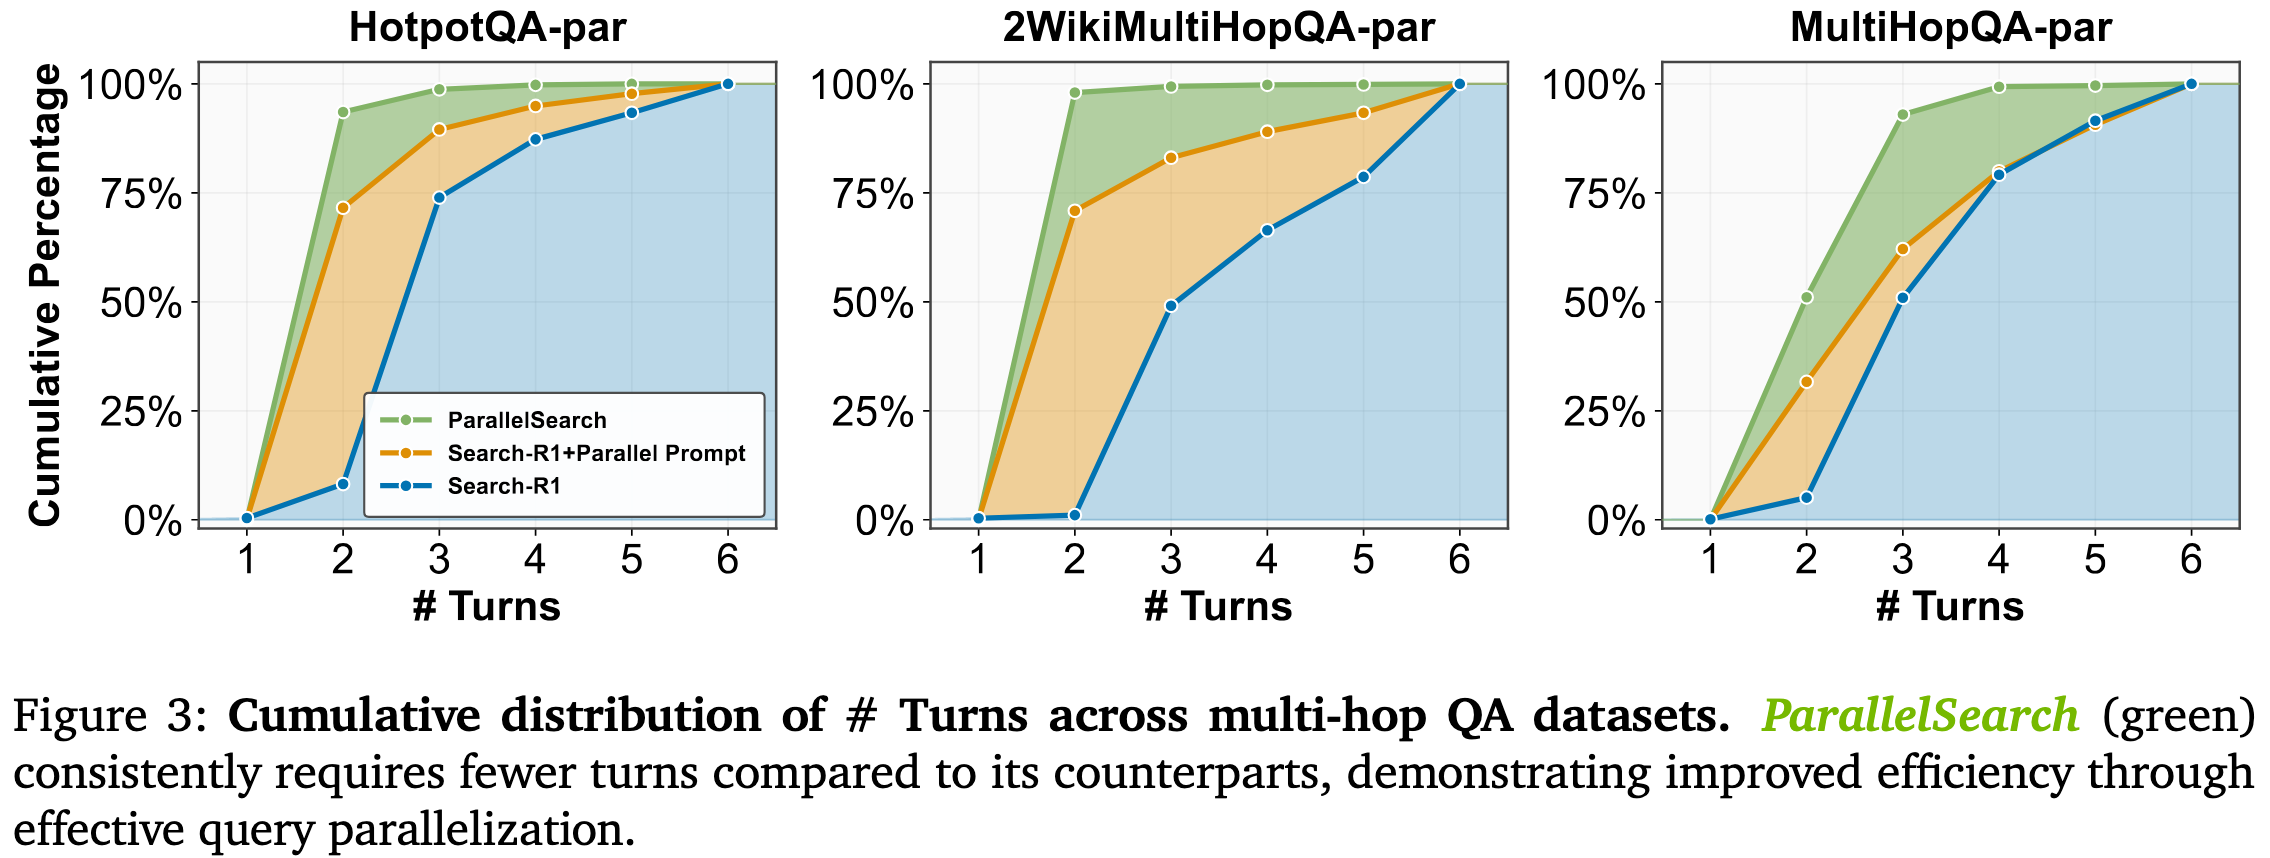 HotpotQA-par
2WikiMultiHopQA-par
MultiHopQA-par
Cumulative Percentage
100%
75%
50%
25%
0%
ParallelSearch
Search-R1+Parallel Prompt
Search-R1
1 2 3 4 5 6
# Turns
100%
75%
50%
25%
0%
1 2 3 4 5 6
# Turns
100%
75%
50%
25%
0%
1 2 3 4 5 6
# Turns
Figure 3: Cumulative distribution of # Turns across multi-hop QA datasets. ParallelSearch (green)
consistently requires fewer turns compared to its counterparts, demonstrating improved efficiency through
effective query parallelization.